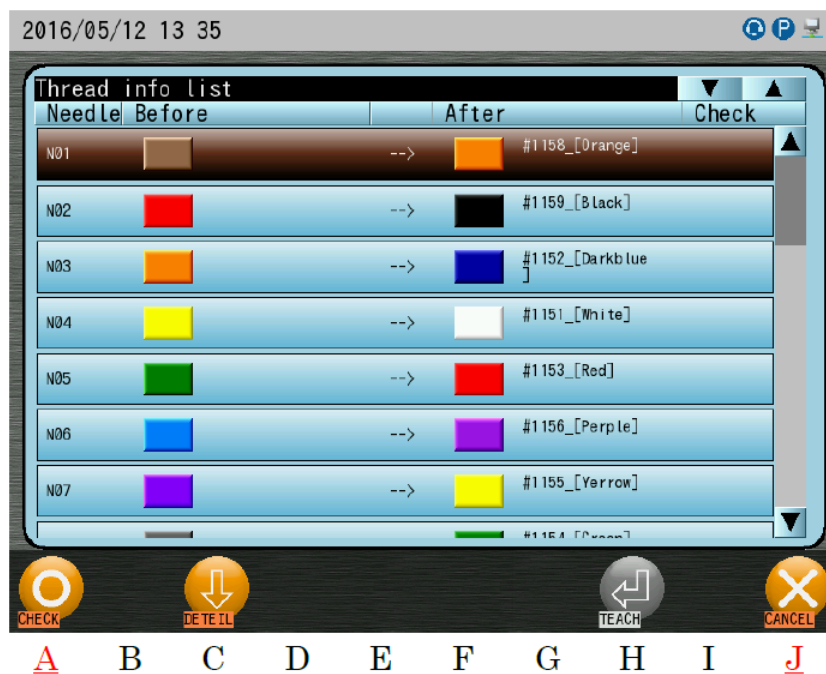 2016/05/12 13 35
P
Thread info list ▼ ▲
Needle Before After Check
N01 --> #1158_[Orange]
N02 --> #1159_[Black]
N03 --> #1152_[Darkblue
]
N04 --> #1151_[White]
N05 --> #1153_[Red]
N06 --> #1156_[Perple]
N07 --> #1155_[Yerrow]
CHECK DETEIL TEACH CANCEL
A B C D E F G H I J